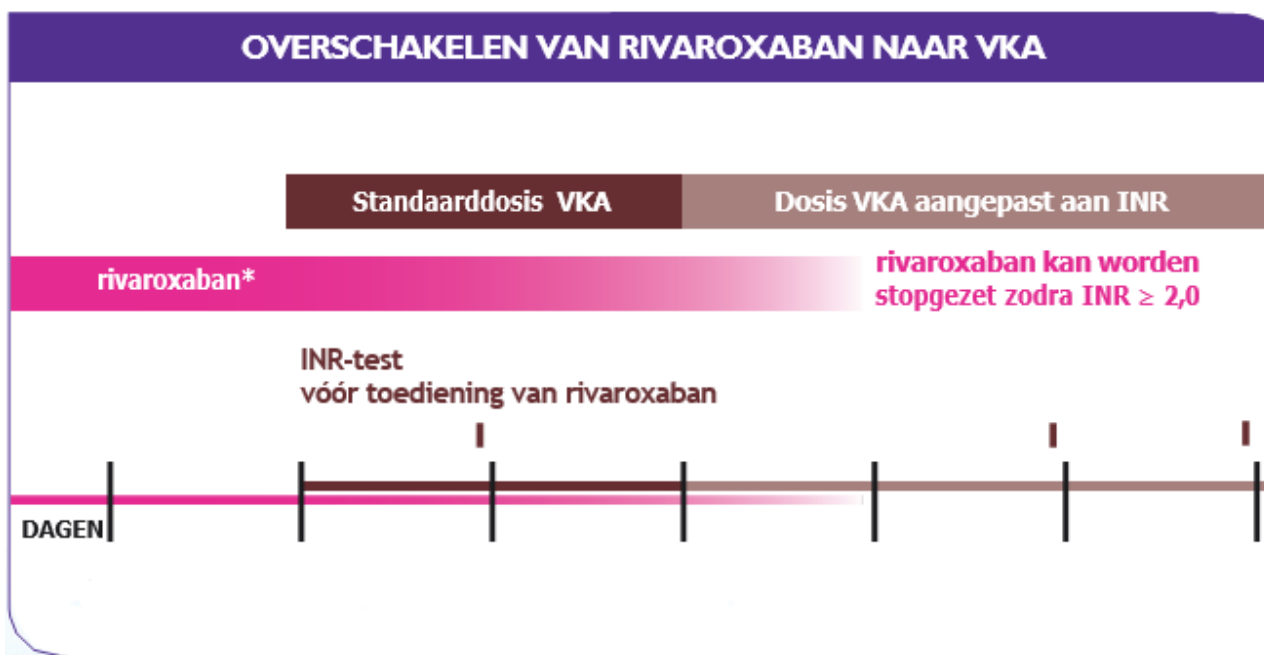 OVERSCHAKELEN VAN RIVAROXABAN NAAR VKA
Standaarddosis VKA
Dosis VKA aangepast aan INR
rivaroxaban*
rivaroxaban kan worden
stopgezet zodra INR ≥ 2,0
INR-test
vóór toediening van rivaroxaban
DAGEN